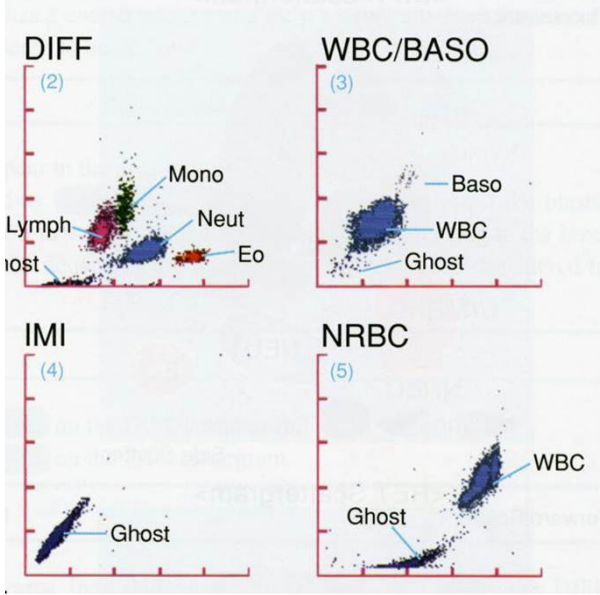 DIFF
(2)
Mono
Lymph
Neut
Eo
host
WBC/BASO
(3)
Baso
WBC
Ghost
IMI
(4)
Ghost
NRBC
(5)
WBC
Ghost